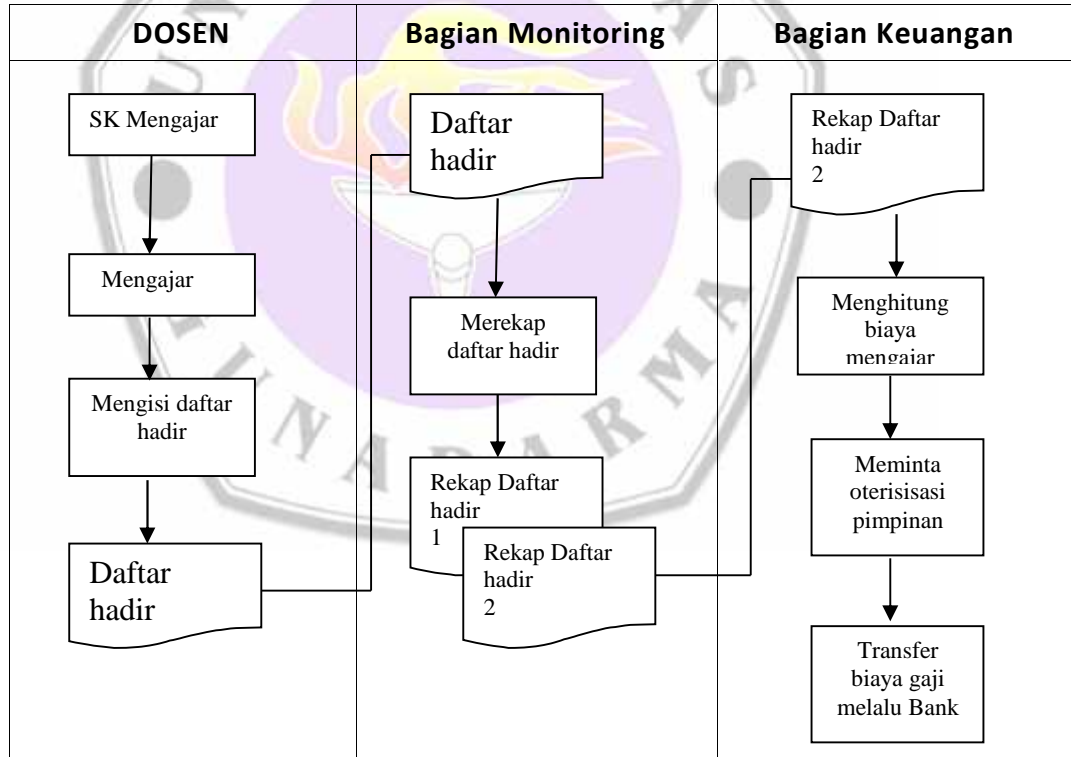 DOSEN
Bagian Monitoring
Bagian Keuangan
SK Mengajar
Mengajar
Mengisi daftar
hadir
Daftar
hadir
Daftar
hadir
Merekap
daftar hadir
Rekap Daftar
hadir
1
Rekap Daftar
hadir
2
Rekap Daftar
hadir
2
Menghitung
biaya
mengajar
Meminta
oterisisasi
pimpinan
Transfer
biaya gaji
melalu Bank